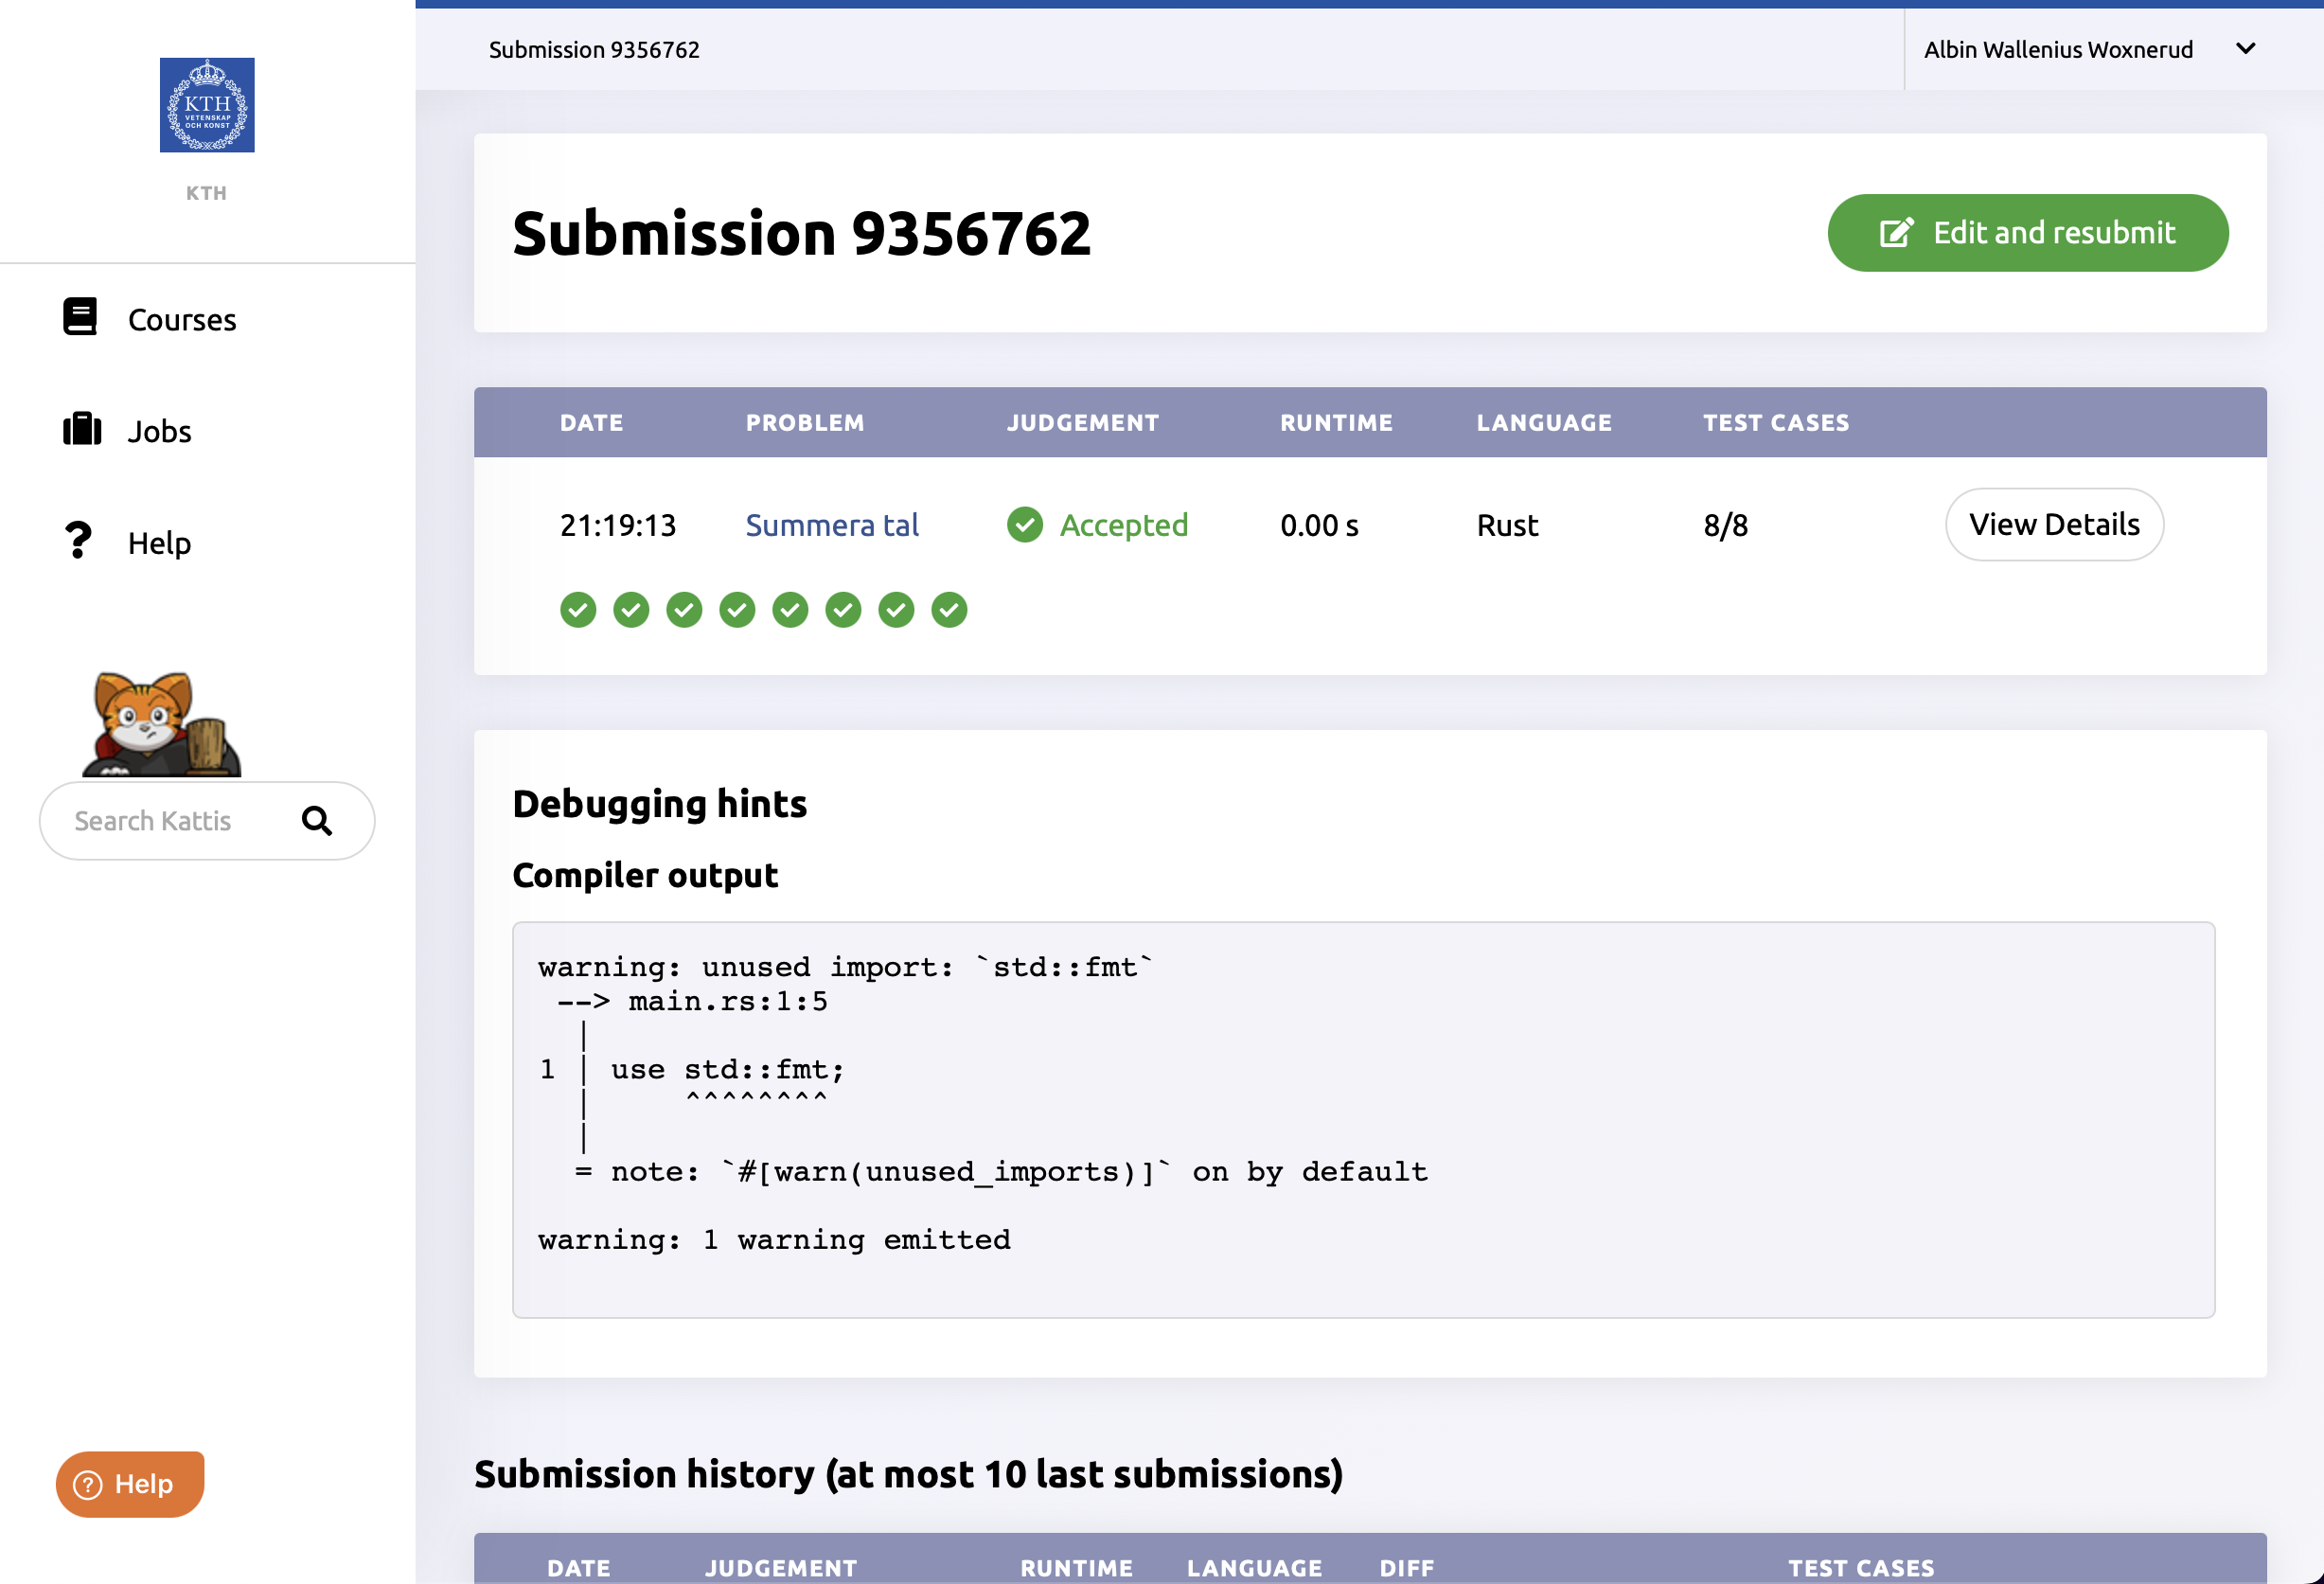 KTH
VETENSKAP
OCH KONST
KTH
Courses
Jobs
Help
Search Kattis
Help
Submission 9356762
Albin Wallenius Woxnerud
Submission 9356762
Edit and resubmit
DATE PROBLEM JUDGEMENT RUNTIME LANGUAGE TEST CASES
21:19:13 Summera tal Accepted 0.00 s Rust 8/8 View Details
Debugging hints
Compiler output
warning: unused import: `std::fmt`
 --> main.rs:1:5
  |
1 | use std::fmt;
  |     ^^^^^^^^
  |
  = note: `#[warn(unused_imports)]` on by default
warning: 1 warning emitted
Submission history (at most 10 last submissions)
DATE JUDGEMENT RUNTIME LANGUAGE DIFF TEST CASES